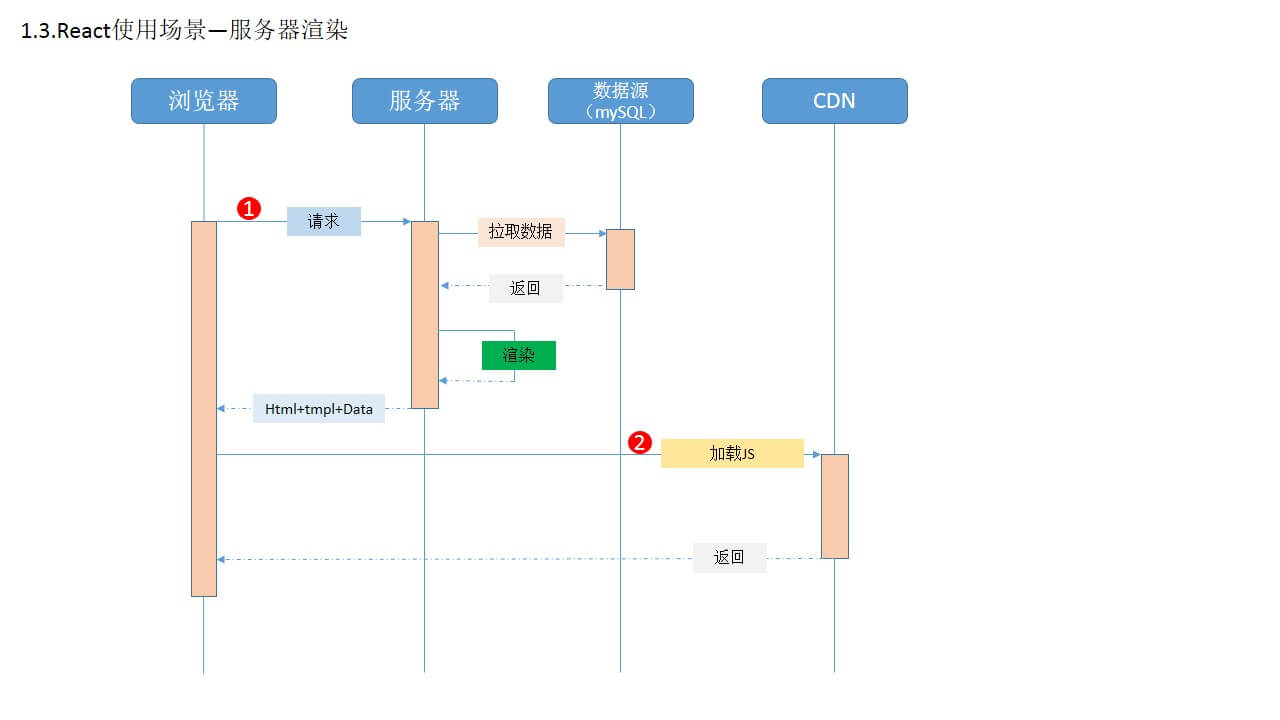 1.3.React使用场景—服务器渲染
浏览器
服务器
数据源
（mySQL）
CDN
1
请求
拉取数据
返回
渲染
Html+tmpl+Data
2
加载JS
返回